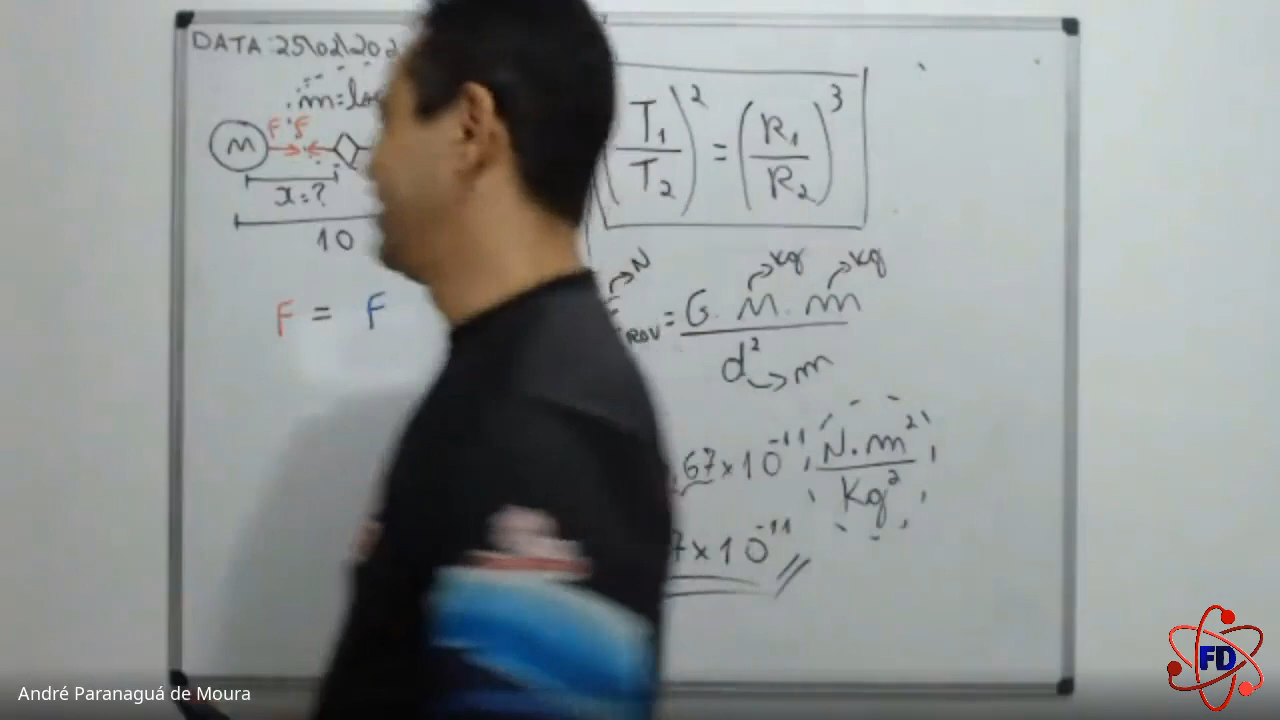 DATA: 25\02\202
m=
M F F
x=?
10
F = F
(T₁/T₂)² = (R₁/R₂)³
N Kg Kg
= G. M. m
d² m
67x10⁻¹¹ N.m²/Kg²
7x10⁻¹¹
André Paranaguá de Moura
FD